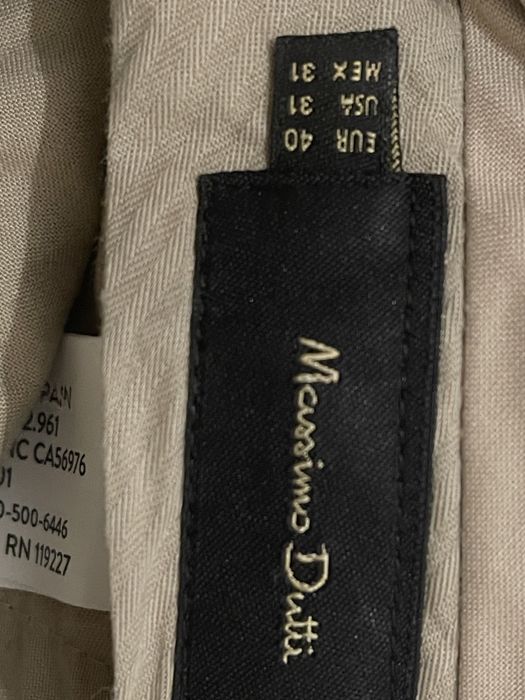 EUR 40
USA 31
MEX 31
Massimo Dutti
PAIN
2.961
NC CA56976
01
0-500-6446
RN 119227